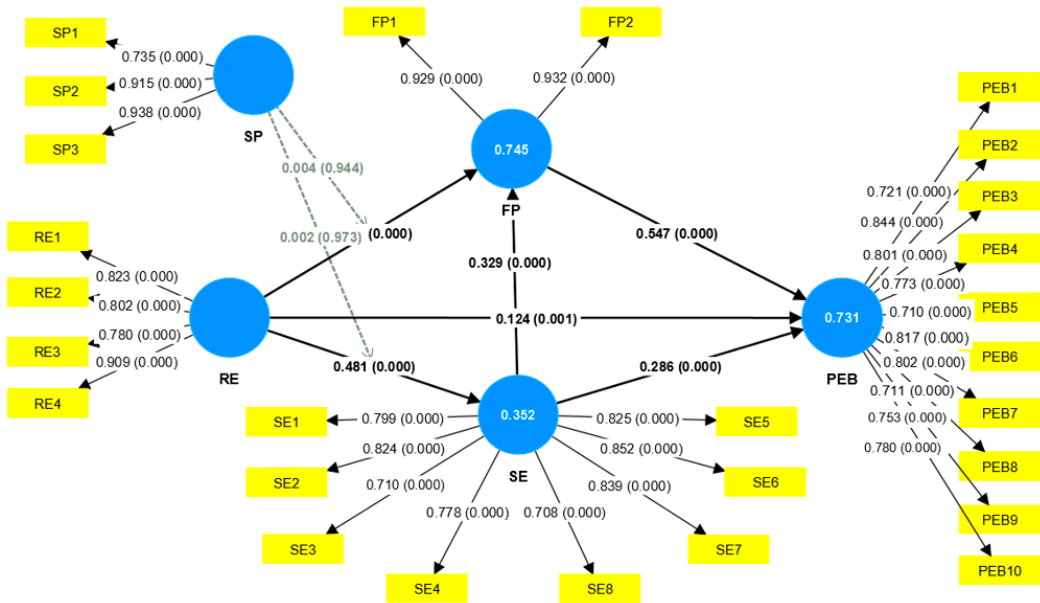 SP1
SP2
SP3
0.735 (0.000)
0.915 (0.000)
0.938 (0.000)
SP
FP1
FP2
0.929 (0.000)
0.932 (0.000)
0.745
FP
0.004 (0.944)
0.002 (0.973)
(0.000)
0.329 (0.000)
0.547 (0.000)
RE1
RE2
RE3
RE4
0.823 (0.000)
0.802 (0.000)
0.780 (0.000)
0.909 (0.000)
RE
0.124 (0.001)
0.481 (0.000)
0.286 (0.000)
0.731
PEB
PEB1
PEB2
PEB3
PEB4
PEB5
PEB6
PEB7
PEB8
PEB9
PEB10
0.721 (0.000)
0.844 (0.000)
0.801 (0.000)
0.773 (0.000)
0.710 (0.000)
0.817 (0.000)
0.802 (0.000)
0.711 (0.000)
0.753 (0.000)
0.780 (0.000)
0.352
SE
SE1
SE2
SE3
SE4
SE8
SE7
SE6
SE5
0.799 (0.000)
0.824 (0.000)
0.710 (0.000)
0.778 (0.000)
0.708 (0.000)
0.839 (0.000)
0.852 (0.000)
0.825 (0.000)